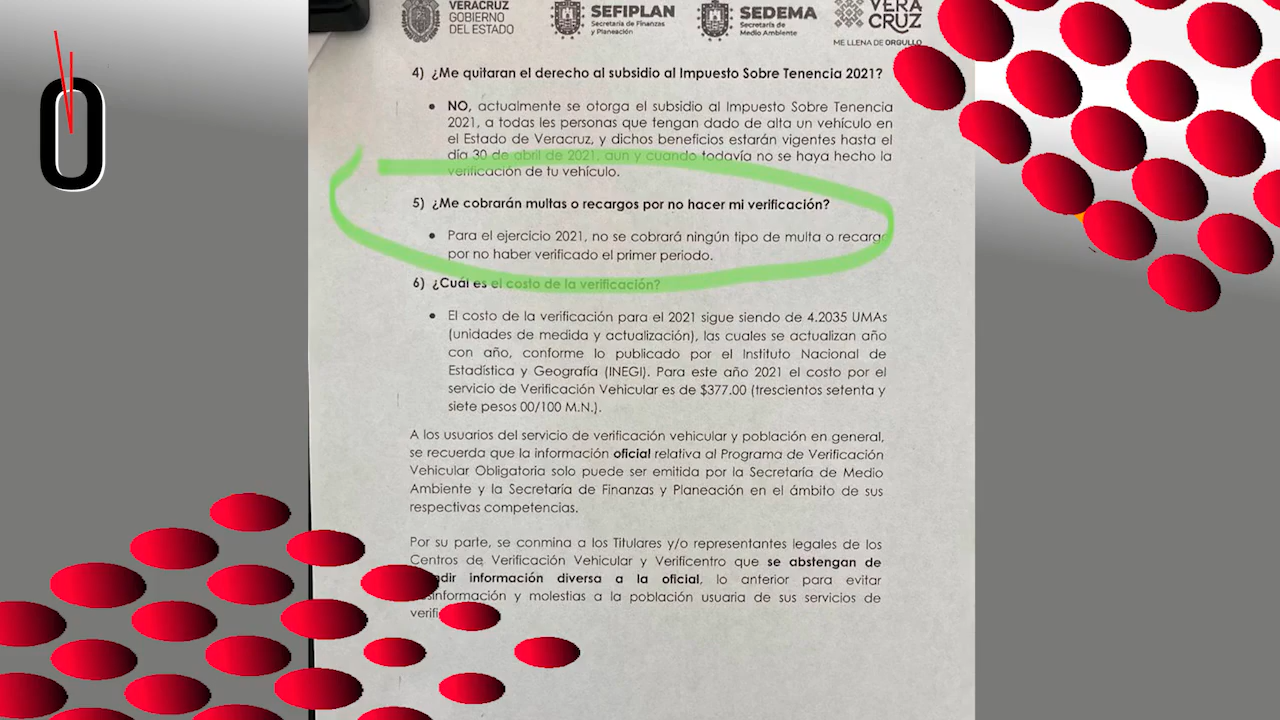 VERACRUZ
GOBIERNO
DEL ESTADO
SEFIPLAN
Secretaría de Finanzas
y Planeación
SEDEMA
Secretaría de
Medio Ambiente
VERA
CRUZ
ME LLENA DE ORGULLO
4) ¿Me quitaran el derecho al subsidio al Impuesto Sobre Tenencia 2021?
• NO, actualmente se otorga el subsidio al Impuesto Sobre Tenencia
2021, a todas les personas que tengan dado de alta un vehículo en
el Estado de Veracruz, y dichos beneficios estarán vigentes hasta el
día 30 de abril de 2021, aun y cuando todavía no se haya hecho la
verificación de tu vehículo.
5) ¿Me cobrarán multas o recargos por no hacer mi verificación?
• Para el ejercicio 2021, no se cobrará ningún tipo de multa o recargo
por no haber verificado el primer periodo.
6) ¿Cuál es el costo de la verificación?
• El costo de la verificación para el 2021 sigue siendo de 4.2035 UMAs
(unidades de medida y actualización), las cuales se actualizan año
con año, conforme lo publicado por el Instituto Nacional de
Estadística y Geografía (INEGI). Para este año 2021 el costo por el
servicio de Verificación Vehicular es de $377.00 (trescientos setenta y
siete pesos 00/100 M.N.).
A los usuarios del servicio de verificación vehicular y población en general,
se recuerda que la información oficial relativa al Programa de Verificación
Vehicular Obligatoria solo puede ser emitida por la Secretaría de Medio
Ambiente y la Secretaría de Finanzas y Planeación en el ámbito de sus
respectivas competencias.
Por su parte, se conmina a los Titulares y/o representantes legales de los
Centros de Verificación Vehicular y Verificentro que se abstengan de
información diversa a la oficial, lo anterior para evitar
y molestias a la población usuaria de sus servicios de